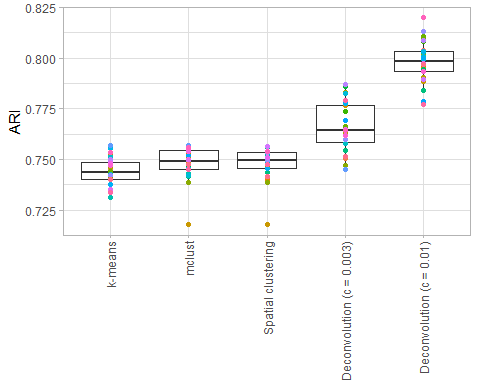 0.825
0.800
0.775
0.750
0.725
ARI
k-means
mclust
Spatial clustering
Deconvolution (c = 0.003)
Deconvolution (c = 0.01)